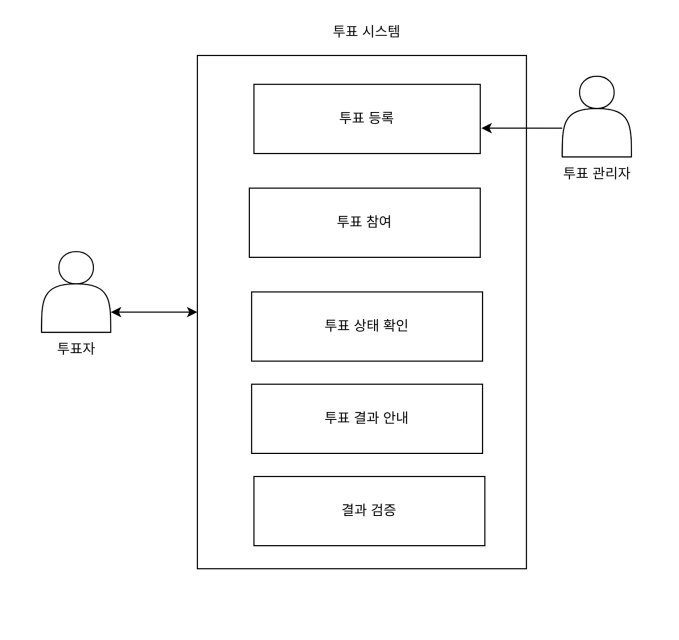 투표 시스템
투표 등록
투표 관리자
투표 참여
투표자
투표 상태 확인
투표 결과 안내
결과 검증